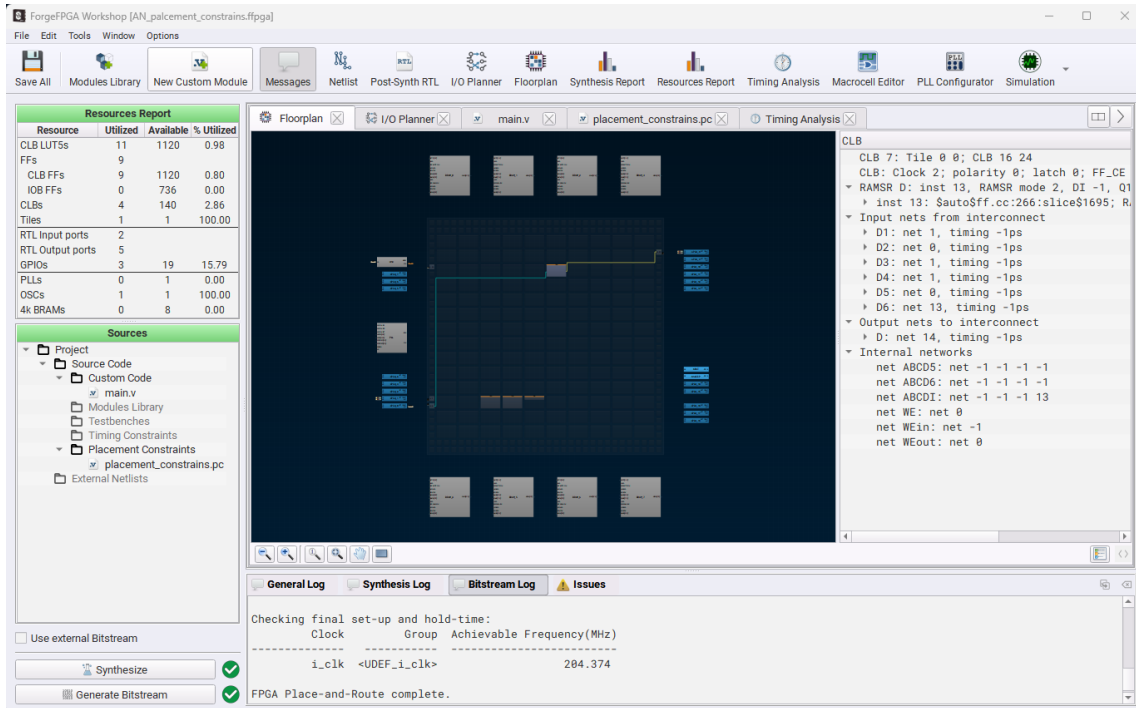 ForgeFPGA Workshop [AN_palcement_constrains.ffpga]
File Edit Tools Window Options
Save All Modules Library New Custom Module Messages Netlist Post-Synth RTL I/O Planner Floorplan Synthesis Report Resources Report Timing Analysis Macrocell Editor PLL Configurator Simulation
Resources Report
Resource Utilized Available % Utilized
CLB LUT5s 11 1120 0.98
FFs 9
CLB FFs 9 1120 0.80
IOB FFs 0 736 0.00
CLBs 4 140 2.86
Tiles 1 1 100.00
RTL Input ports 2
RTL Output ports 5
GPIOs 3 19 15.79
PLLs 0 1 0.00
OSCs 1 1 100.00
4k BRAMs 0 8 0.00
Sources
Project
Source Code
Custom Code
main.v
Modules Library
Testbenches
Timing Constraints
Placement Constraints
placement_constrains.pc
External Netlists
Use external Bitstream
Synthesize
Generate Bitstream
Floorplan I/O Planner main.v placement_constrains.pc Timing Analysis
CLB
CLB 7: Tile 0 0; CLB 16 24
CLB: Clock 2; polarity 0; latch 0; FF_CE
RAMSR D: inst 13, RAMSR mode 2, DI -1, Q1
inst 13: $auto$ff.cc:266:slice$1695; R
Input nets from interconnect
D1: net 1, timing -1ps
D2: net 0, timing -1ps
D3: net 1, timing -1ps
D4: net 1, timing -1ps
D5: net 0, timing -1ps
D6: net 13, timing -1ps
Output nets to interconnect
D: net 14, timing -1ps
Internal networks
net ABCD5: net -1 -1 -1 -1
net ABCD6: net -1 -1 -1 -1
net ABCDI: net -1 -1 -1 13
net WE: net 0
net WEin: net -1
net WEout: net 0
General Log Synthesis Log Bitstream Log Issues
Checking final set-up and hold-time:
Clock Group Achievable Frequency(MHz)
-------------- ------------ ---------------------------
i_clk <UDEF_i_clk> 204.374
FPGA Place-and-Route complete.